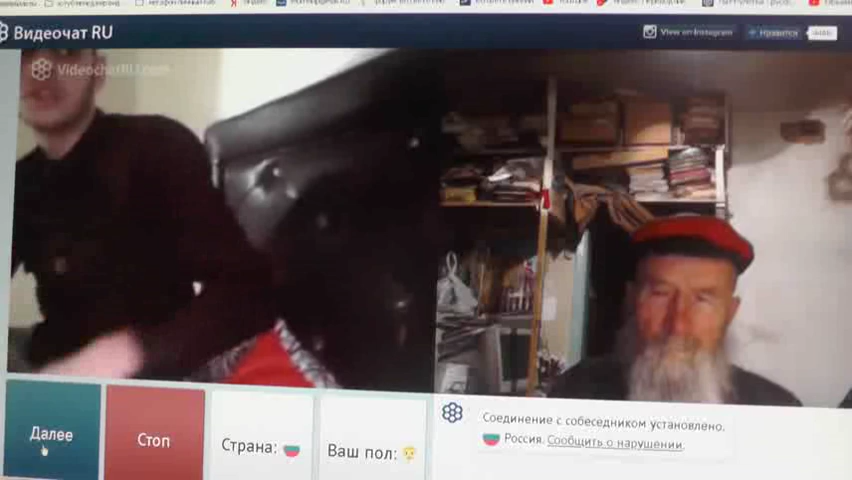 Видеочат RU
View on Instagram
Нравится
VideochatRU.com
Далее
Стоп
Страна:
Ваш пол:
Соединение с собеседником установлено.
Россия. Сообщить о нарушении.